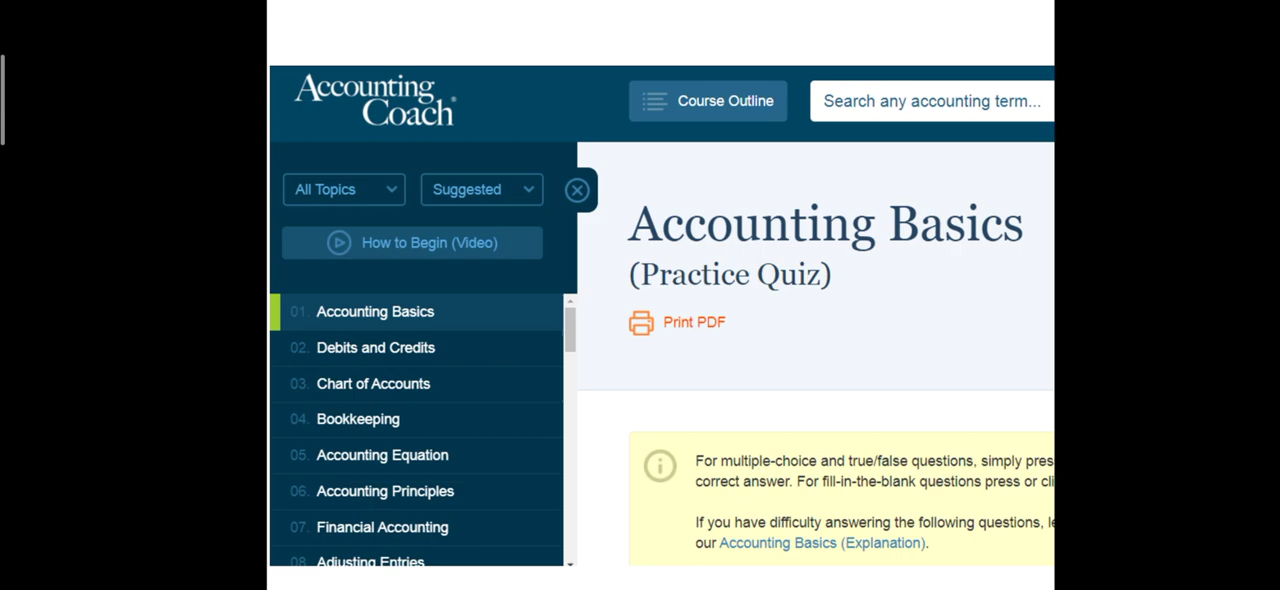 Accounting
Coach®
Course Outline
Search any accounting term...
All Topics
Suggested
How to Begin (Video)
01. Accounting Basics
02. Debits and Credits
03. Chart of Accounts
04. Bookkeeping
05. Accounting Equation
06. Accounting Principles
07. Financial Accounting
08. Adjusting Entries
Accounting Basics
(Practice Quiz)
Print PDF
For multiple-choice and true/false questions, simply pres
correct answer. For fill-in-the-blank questions press or cli
If you have difficulty answering the following questions, le
our Accounting Basics (Explanation).